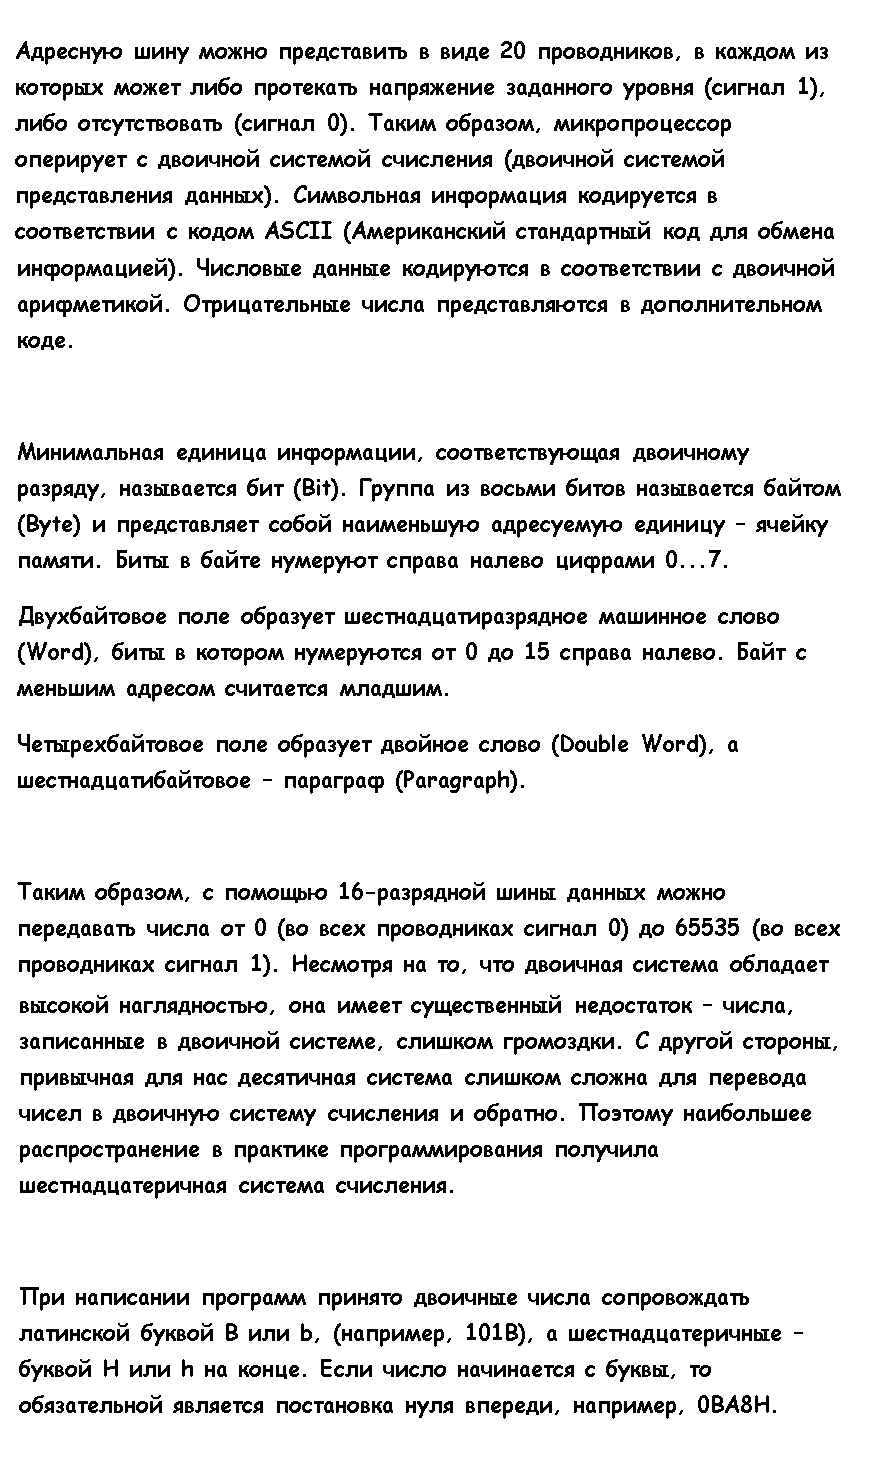 Адресную шину можно представить в виде 20 проводников, в каждом из
которых может либо протекать напряжение заданного уровня (сигнал 1),
либо отсутствовать (сигнал 0). Таким образом, микропроцессор
оперирует с двоичной системой счисления (двоичной системой
представления данных). Символьная информация кодируется в
соответствии с кодом ASCII (Американский стандартный код для обмена
информацией). Числовые данные кодируются в соответствии с двоичной
арифметикой. Отрицательные числа представляются в дополнительном
коде.
Минимальная единица информации, соответствующая двоичному
разряду, называется бит (Bit). Группа из восьми битов называется байтом
(Byte) и представляет собой наименьшую адресуемую единицу – ячейку
памяти. Биты в байте нумеруют справа налево цифрами 0...7.
Двухбайтовое поле образует шестнадцатиразрядное машинное слово
(Word), биты в котором нумеруются от 0 до 15 справа налево. Байт с
меньшим адресом считается младшим.
Четырехбайтовое поле образует двойное слово (Double Word), а
шестнадцатибайтовое – параграф (Paragraph).
Таким образом, с помощью 16-разрядной шины данных можно
передавать числа от 0 (во всех проводниках сигнал 0) до 65535 (во всех
проводниках сигнал 1). Несмотря на то, что двоичная система обладает
высокой наглядностью, она имеет существенный недостаток – числа,
записанные в двоичной системе, слишком громоздки. С другой стороны,
привычная для нас десятичная система слишком сложна для перевода
чисел в двоичную систему счисления и обратно. Поэтому наибольшее
распространение в практике программирования получила
шестнадцатеричная система счисления.
При написании программ принято двоичные числа сопровождать
латинской буквой B или b, (например, 101B), а шестнадцатеричные –
буквой H или h на конце. Если число начинается с буквы, то
обязательной является постановка нуля впереди, например, 0BA8H.